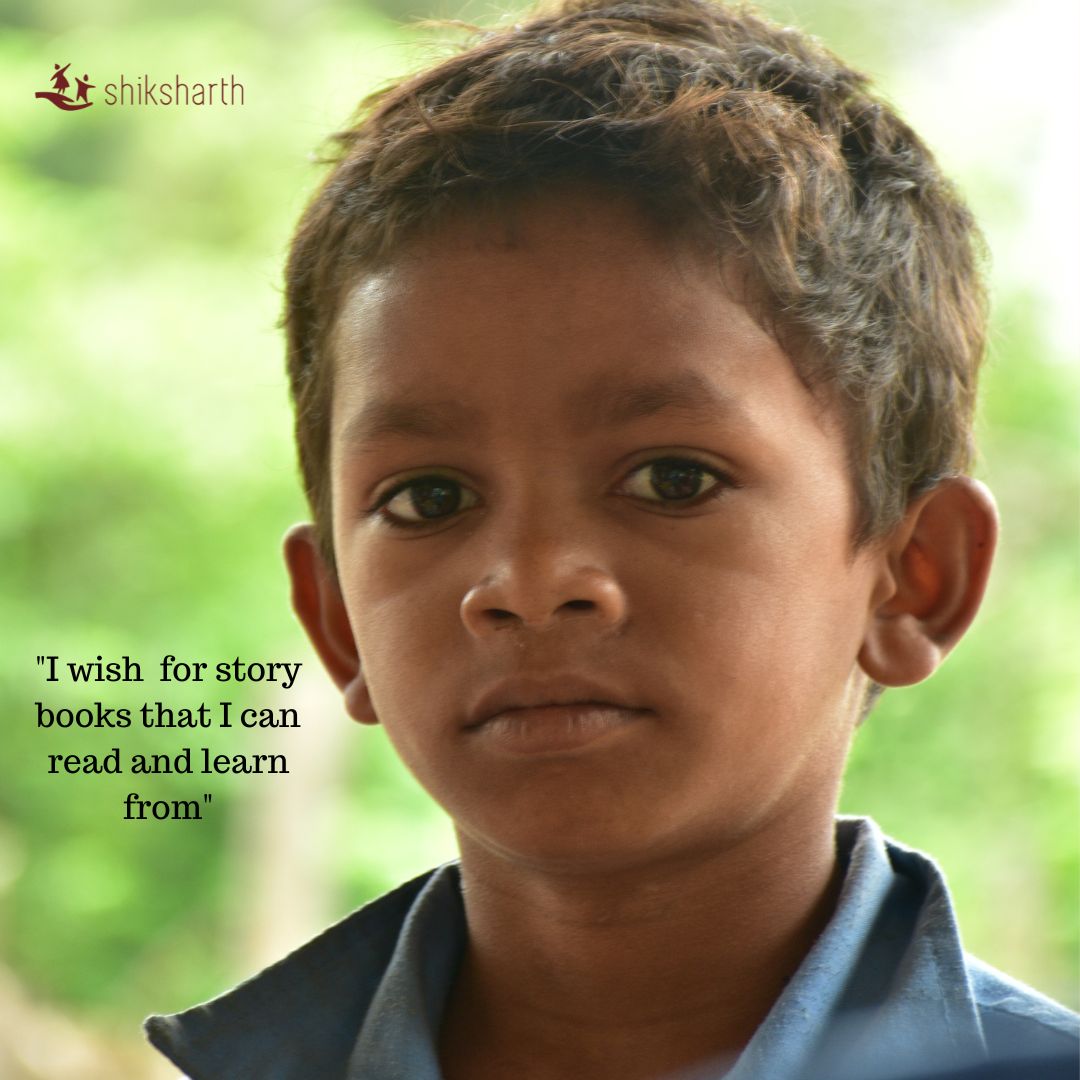 shiksharth
"I wish  for story
books that I can
read and learn
from"